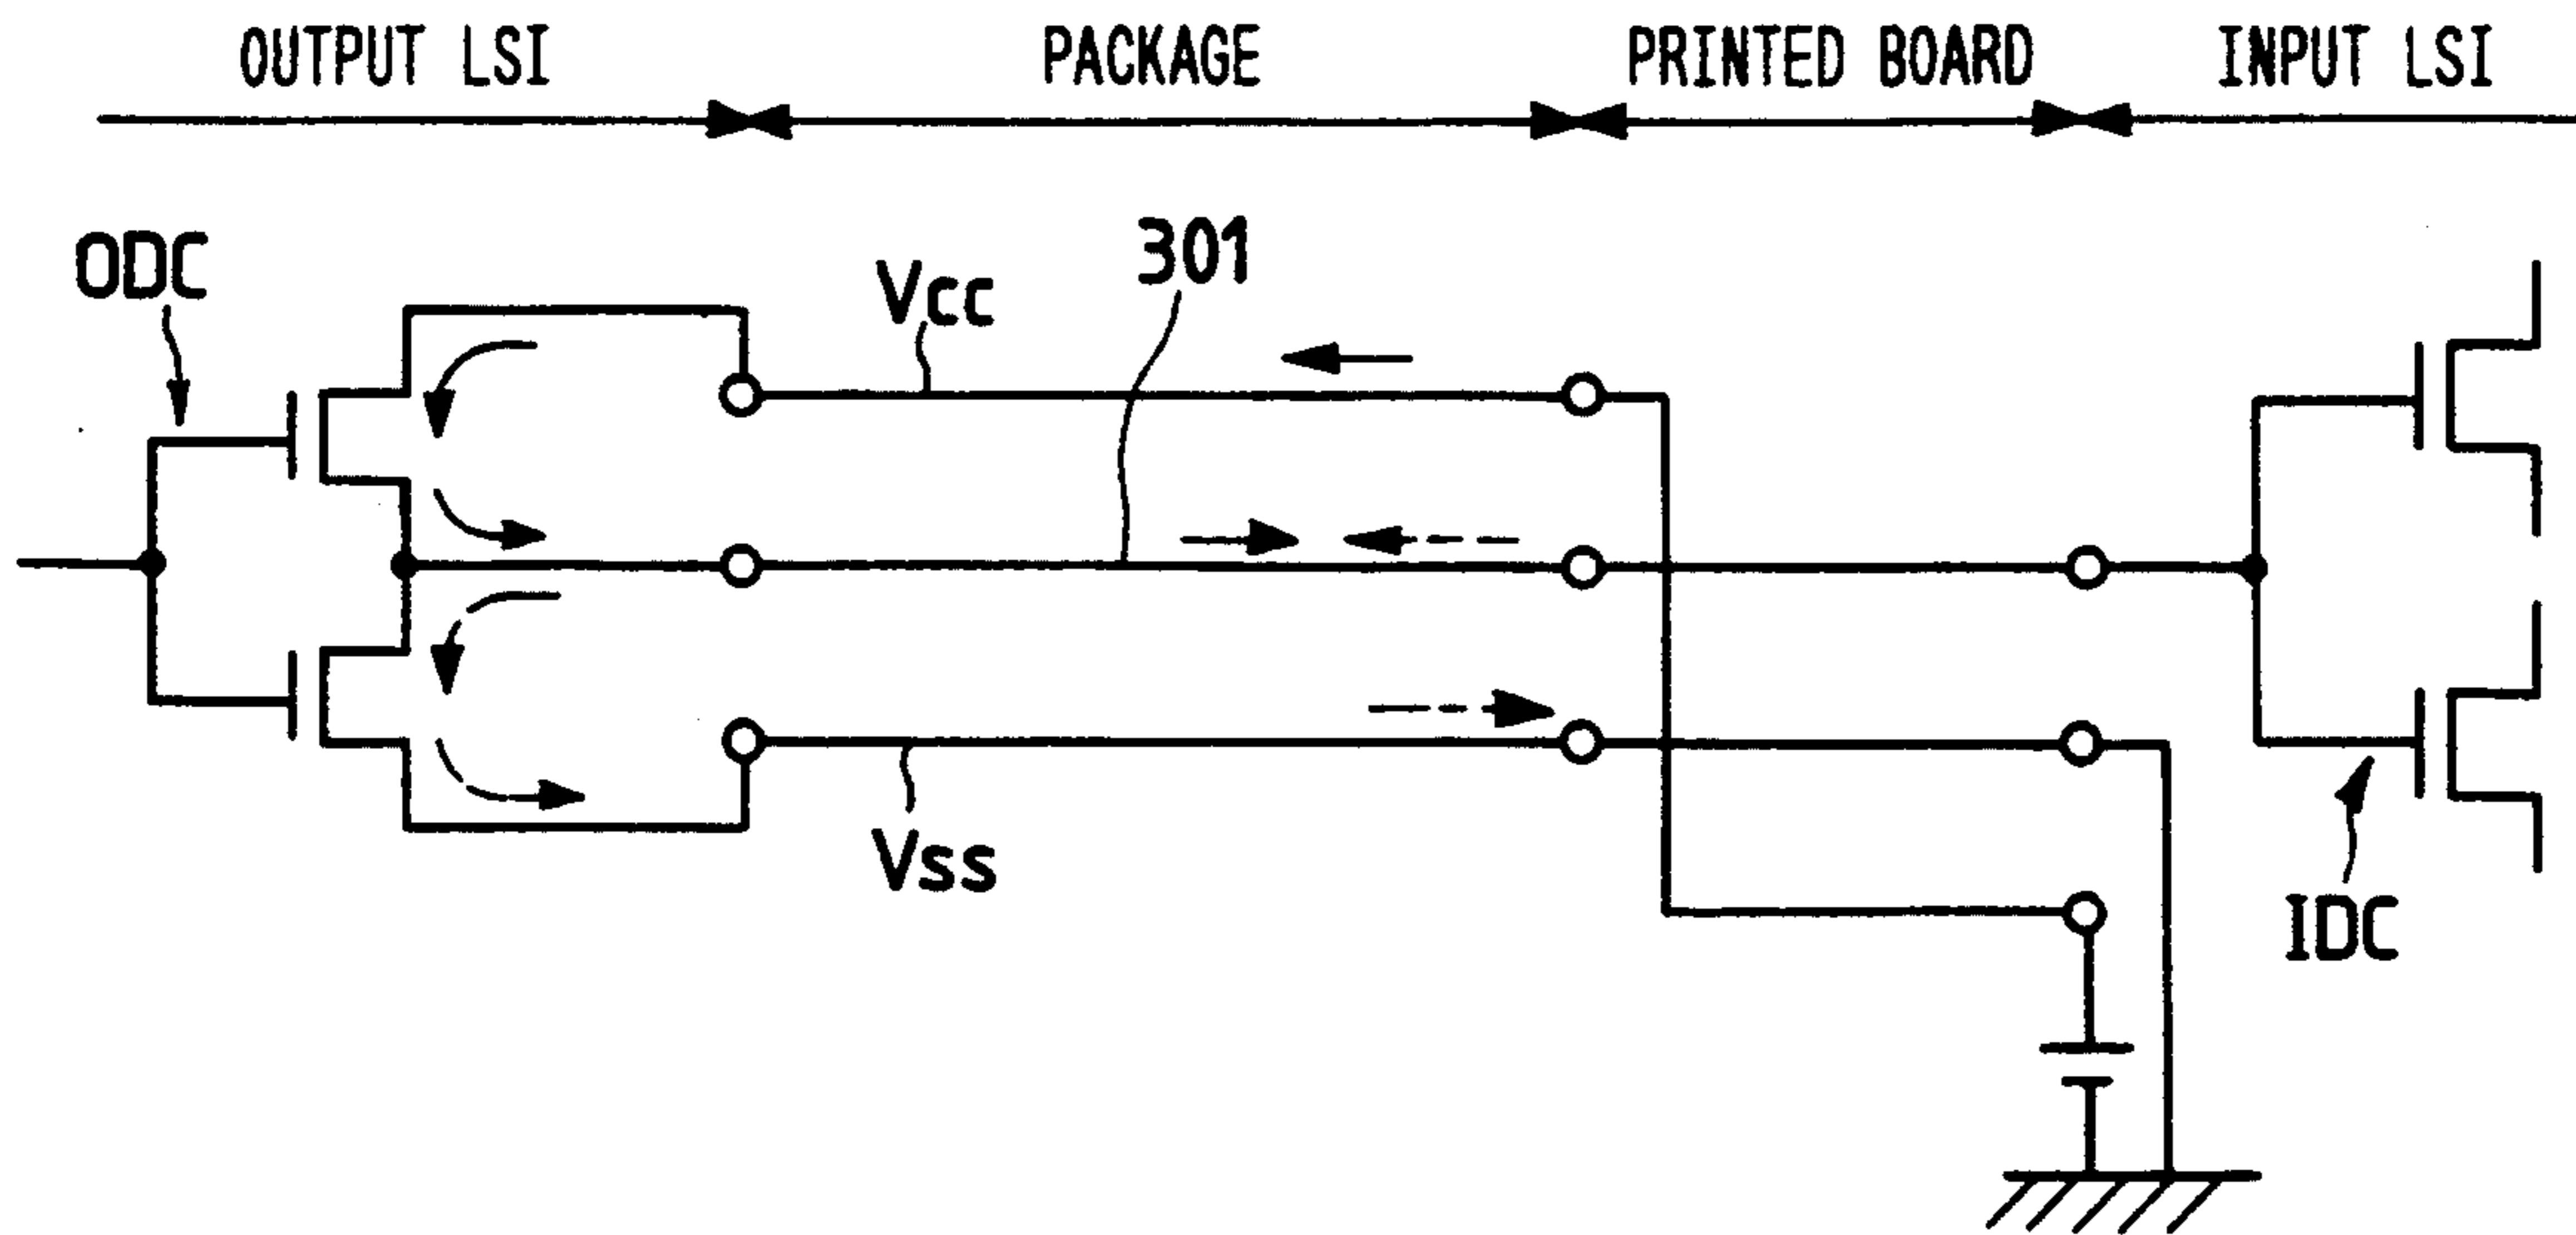 OUTPUT LSI
PACKAGE
PRINTED BOARD
INPUT LSI
ODC
Vcc
301
Vss
IDC